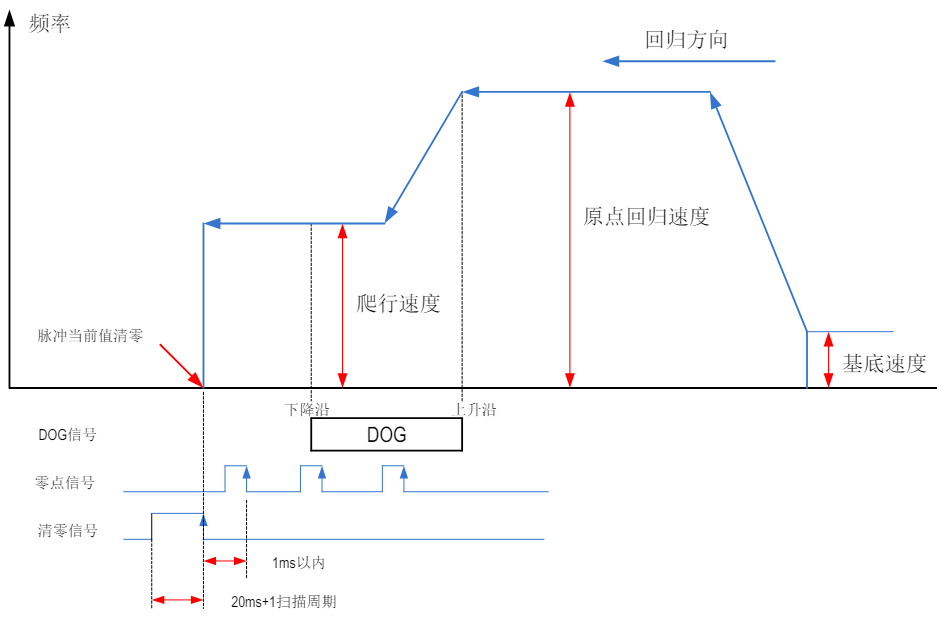 频率
回归方向
原点回归速度
爬行速度
脉冲当前值清零
基底速度
下降沿
上升沿
DOG信号
DOG
零点信号
清零信号
1ms以内
20ms+1扫描周期